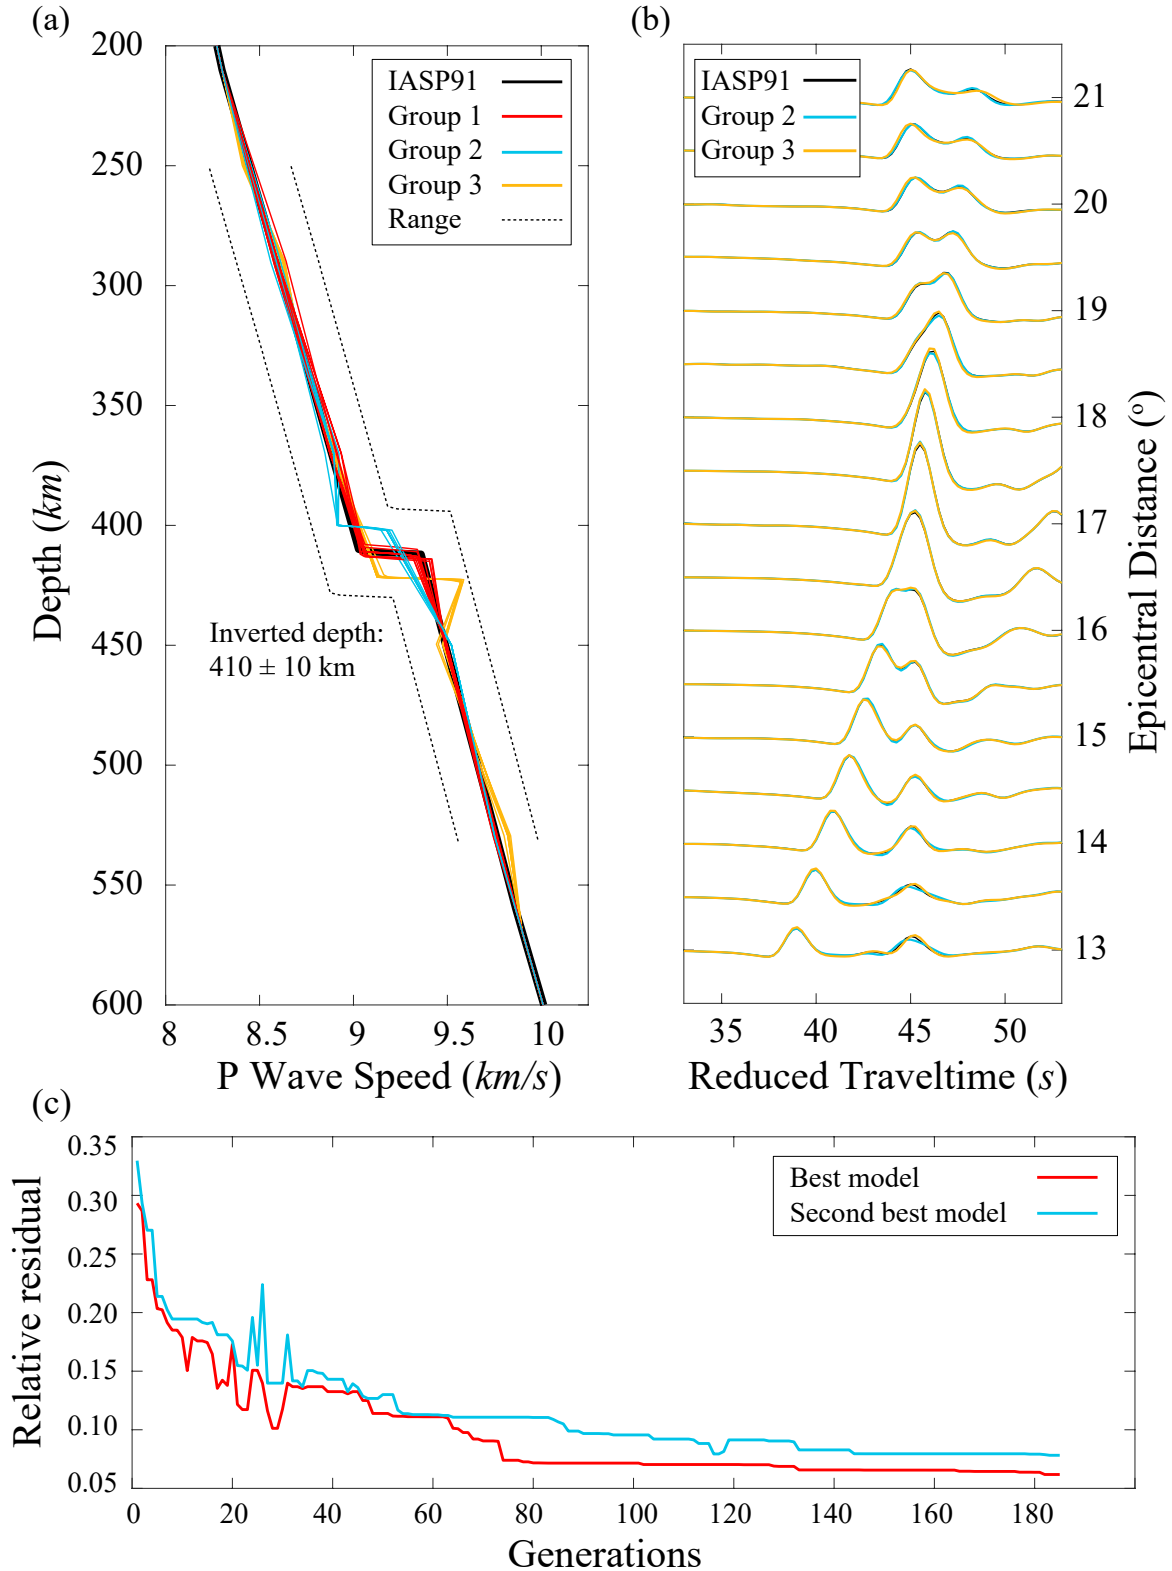 (a)
200
250
300
350
400
450
500
550
600
Depth (km)
IASP91
Group 1
Group 2
Group 3
Range
Inverted depth:
410 ± 10 km
8
8.5
9
9.5
10
P Wave Speed (km/s)
(b)
IASP91
Group 2
Group 3
21
20
19
18
17
16
15
14
13
Epicentral Distance (º)
35
40
45
50
Reduced Traveltime (s)
(c)
0.35
0.30
0.25
0.20
0.15
0.10
0.05
Relative residual
Best model
Second best model
0
20
40
60
80
100
120
140
160
180
Generations